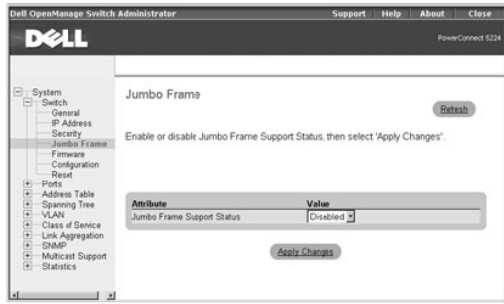 Dell OpenManage Switch Administrator
Support Help About Close
DELL
PowerConnect 5224
System
Switch
General
IP Address
Security
Jumbo Frame
Firmware
Configuration
Reset
Ports
Address Table
Spanning Tree
VLAN
Class of Service
Link Aggregation
SNMP
Multicast Support
Statistics
Jumbo Frame
Refresh
Enable or disable Jumbo Frame Support Status, then select 'Apply Changes'.
Attribute Value
Jumbo Frame Support Status Disabled
Apply Changes